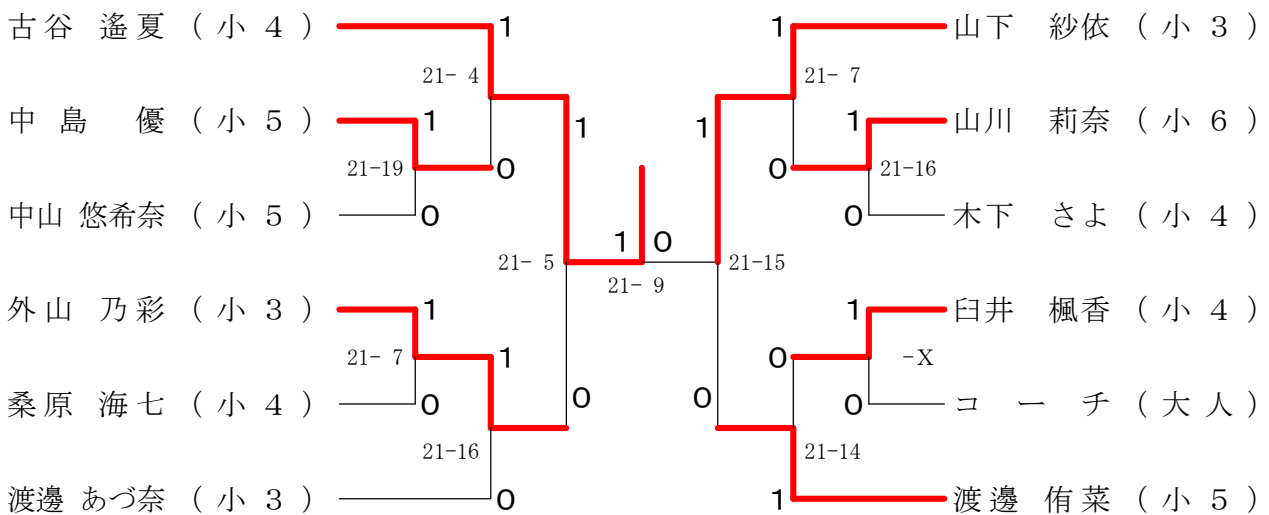 古谷 遙夏 ( 小 4 ) 1 1 山下 紗依 ( 小 3 )
21- 4 21- 7
中島 優 ( 小 5 ) 1 1 1 1 山川 莉奈 ( 小 6 )
21-19 0 0 21-16
中山 悠希奈 ( 小 5 ) 0 0 木下 さよ ( 小 4 )
1 0
21- 5 21- 9 21-15
外山 乃彩 ( 小 3 ) 1 1 臼井 楓香 ( 小 4 )
21- 7 1 0 -X
桑原 海七 ( 小 4 ) 0 0 0 0 コーチ ( 大人 )
21-16 21-14
渡邊 あづ奈 ( 小 3 ) 0 1 渡邊 侑菜 ( 小 5 )